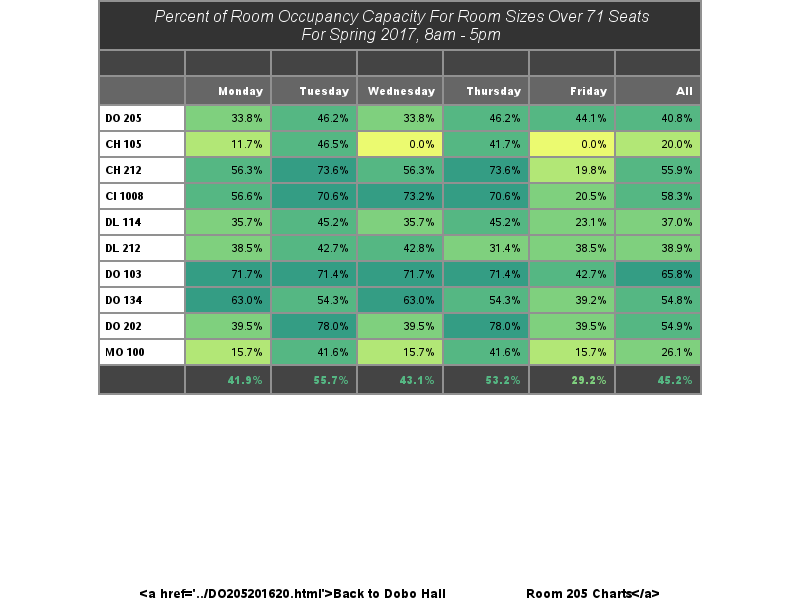 Percent of Room Occupancy Capacity For Room Sizes Over 71 Seats
For Spring 2017, 8am - 5pm
Monday Tuesday Wednesday Thursday Friday All
DO 205 33.8% 46.2% 33.8% 46.2% 44.1% 40.8%
CH 105 11.7% 46.5% 0.0% 41.7% 0.0% 20.0%
CH 212 56.3% 73.6% 56.3% 73.6% 19.8% 55.9%
CI 1008 56.6% 70.6% 73.2% 70.6% 20.5% 58.3%
DL 114 35.7% 45.2% 35.7% 45.2% 23.1% 37.0%
DL 212 38.5% 42.7% 42.8% 31.4% 38.5% 38.9%
DO 103 71.7% 71.4% 71.7% 71.4% 42.7% 65.8%
DO 134 63.0% 54.3% 63.0% 54.3% 39.2% 54.8%
DO 202 39.5% 78.0% 39.5% 78.0% 39.5% 54.9%
MO 100 15.7% 41.6% 15.7% 41.6% 15.7% 26.1%
41.9% 55.7% 43.1% 53.2% 29.2% 45.2%
<a href='../DO205201620.html'>Back to Dobo Hall Room 205 Charts</a>